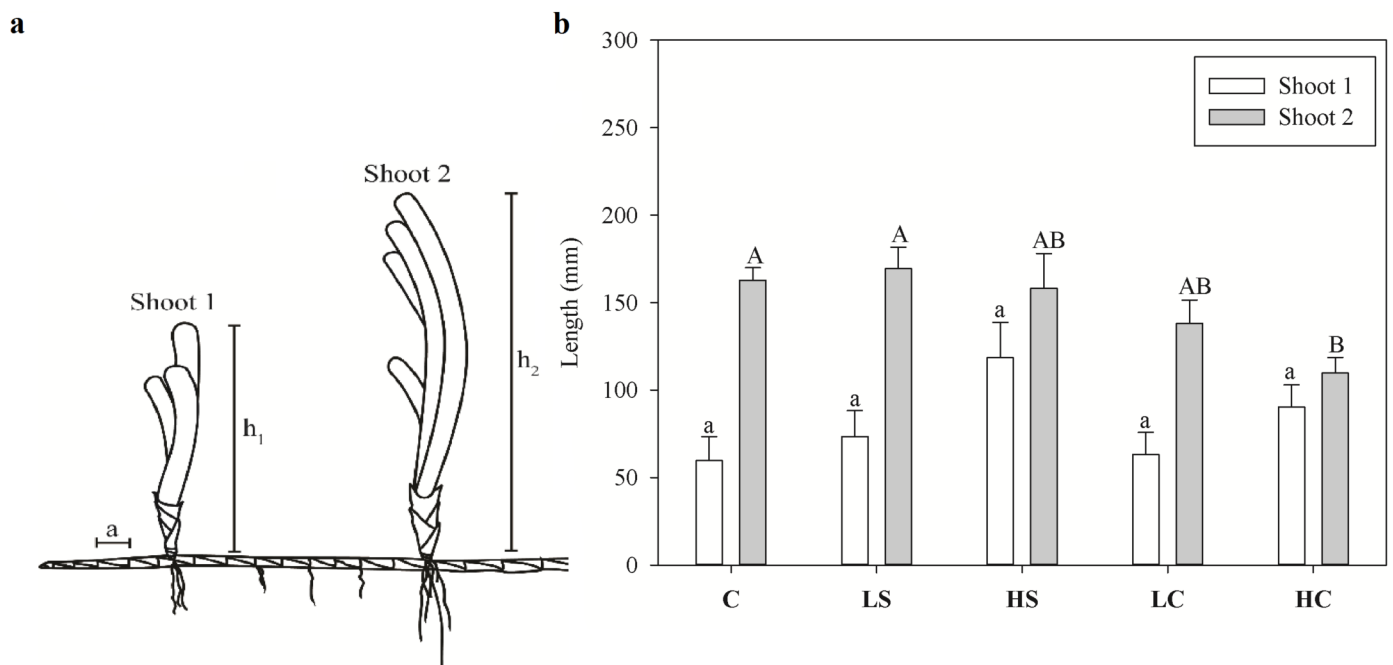 a
Shoot 2
Shoot 1
h₂
h₁
a
b
300
250
200
150
100
50
0
Length (mm)
Shoot 1
Shoot 2
a
A
a
A
a
AB
a
AB
a
B
C
LS
HS
LC
HC